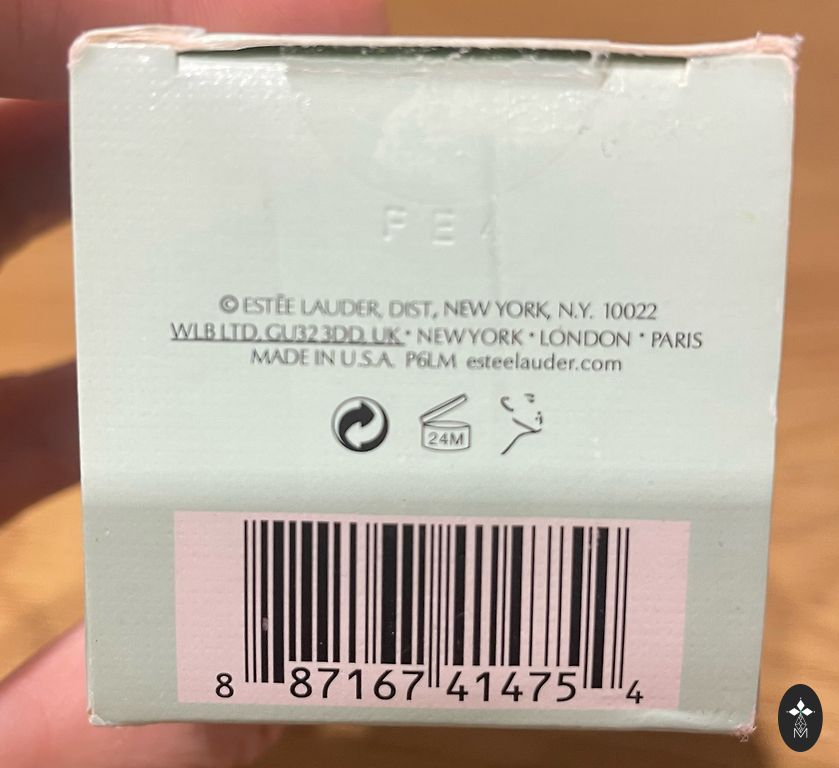 © ESTĒE LAUDER, DIST., NEW YORK, N.Y. 10022
WLB LTD. GU32 3DD. UK • NEW YORK • LONDON • PARIS
MADE IN U.S.A. P6LM esteelauder.com
24M
8 87167 41475 4
M